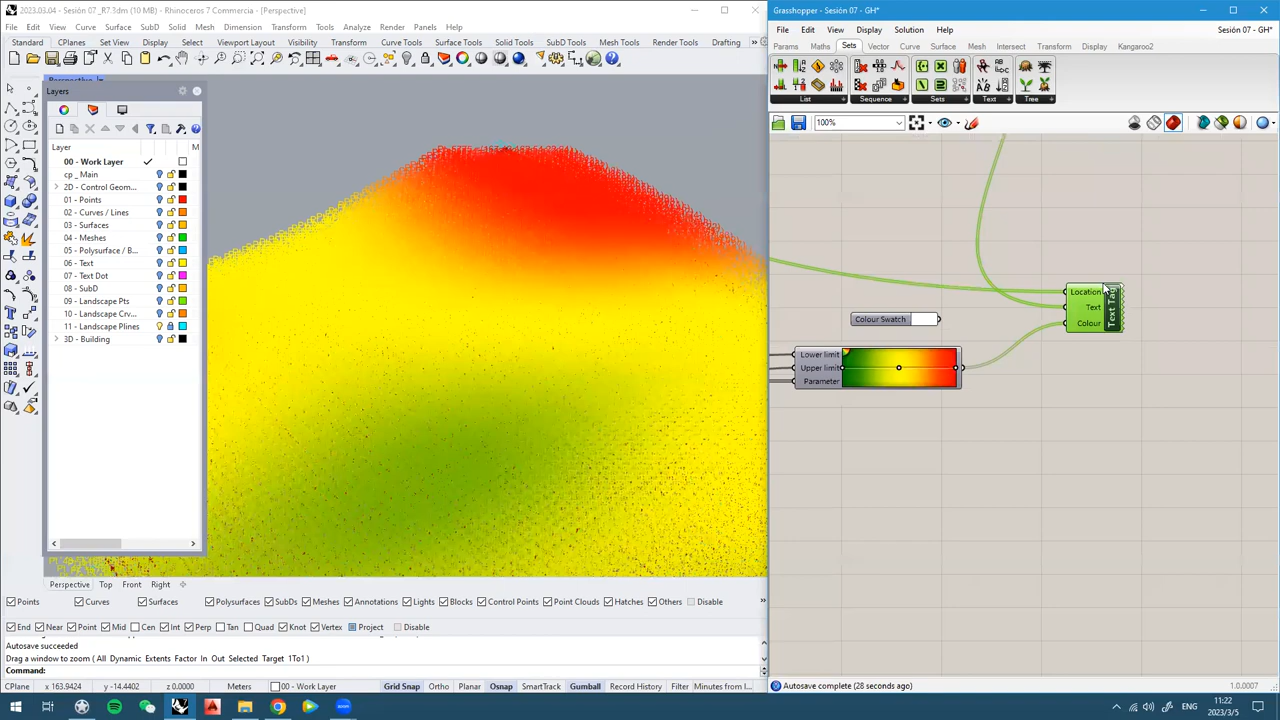 2023.03.04 - Sesión 07_R7.3dm (10 MB) - Rhinoceros 7 Commercia - [Perspective]
File Edit View Curve Surface SubD Solid Mesh Dimension Transform Tools Analyze Render Panels Help
Standard CPlanes Set View Display Select Viewport Layout Visibility Transform Curve Tools Surface Tools Solid Tools SubD Tools Mesh Tools Render Tools Drafting
Perspective
Layers
Layer M
00 - Work Layer
cp _ Main
2D - Control Geom...
01 - Points
02 - Curves / Lines
03 - Surfaces
04 - Meshes
05 - Polysurface / B...
06 - Text
07 - Text Dot
08 - SubD
09 - Landscape Pts
10 - Landscape Crv...
11 - Landscape Plines
3D - Building
Perspective Top Front Right
Points Curves Surfaces Polysurfaces SubDs Meshes Annotations Lights Blocks Control Points Point Clouds Hatches Others Disable
End Near Point Mid Cen Int Perp Tan Quad Knot Vertex Project Disable
Autosave succeeded
Drag a window to zoom ( All Dynamic Extents Factor In Out Selected Target 1To1 )
Command:
CPlane x 163.9424 y -14.4402 z 0.0000 Meters 00 - Work Layer Grid Snap Ortho Planar Osnap SmartTrack Gumball Record History Filter Minutes from l...
Grasshopper - Sesión 07 - GH*
File Edit View Display Solution Help Sesión 07 - GH*
Params Maths Sets Vector Curve Surface Mesh Intersect Transform Display Kangaroo2
List Sequence Sets Text Tree
100%
Location
Text
Colour
Text Tag
Colour Swatch
Lower limit
Upper limit
Parameter
Autosave complete (28 seconds ago) 1.0.0007
ENG
11:22
2023/3/5